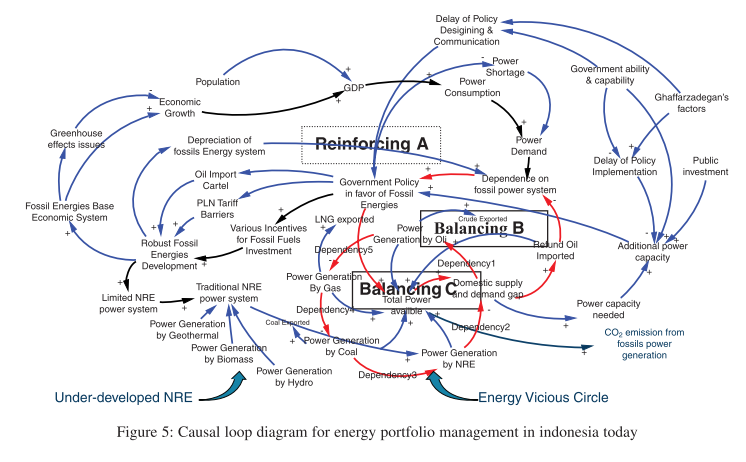 Delay of Policy
Desigining &
Communication
Power
Shortage
Government ability
& capability
Population
GDP
Power
Consumption
Ghaffarzadegan's
factors
Economic
Growth
Greenhouse
effects issues
Depreciation of
fossils Energy system
Reinforcing A
Power
Demand
Delay of Policy
Implementation
Public
investment
Oil Import
Cartel
Government Policy
in favor of Fossil
Energies
Dependence on
fossil power system
PLN Tariff
Barriers
Fossil Energies Base
Economic System
LNG exported
Crude Exported
Various Incentives
for Fossil Fuels
Investment
Power
Generation by Oli
Balancing B
Robust Fossil
Energies
Development
Dependency5
Refund Oil
Imported
Additional power
capacity
Dependency1
Limited NRE
power system
Traditional NRE
power system
Power Generation
By Gas
Balancing C
Domestic supply
and demand gap
Total Power
avalible
Dependency4
Power capacity
needed
Power Generation
by Geothermal
Coal Exported
Dependency2
Power Generation
by Coal
Power Generation
by Biomass
Power Generation
by NRE
CO2 emission from
fossils power
generation
Power Generation
by Hydro
Dependency3
Under-developed NRE
Energy Vicious Circle
Figure 5: Causal loop diagram for energy portfolio management in indonesia today